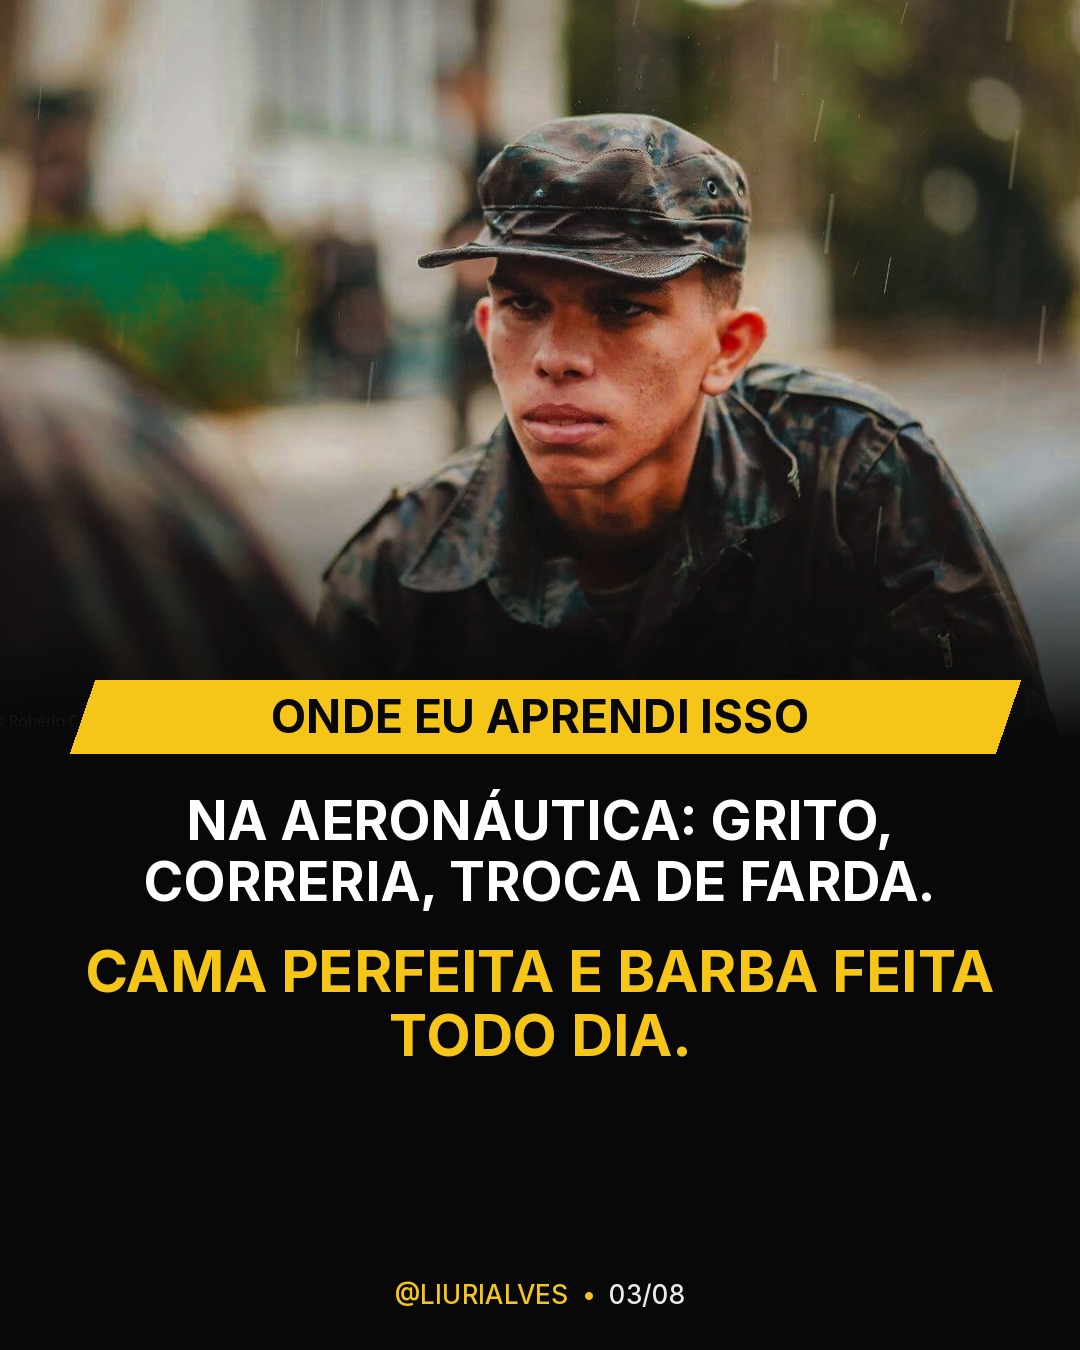 © Robério
ONDE EU APRENDI ISSO
NA AERONÁUTICA: GRITO,
CORRERIA, TROCA DE FARDA.
CAMA PERFEITA E BARBA FEITA
TODO DIA.
@LIURIALVES • 03/08